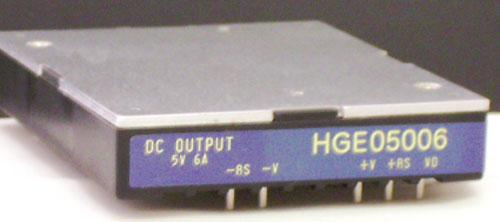 DC OUTPUT HGE05006
5V 6A
-RS -V +V +RS VD